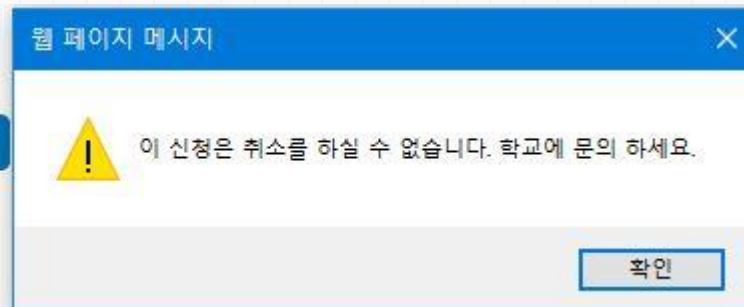 웹 페이지 메시지
이 신청은 취소를 하실 수 없습니다. 학교에 문의 하세요.
확인